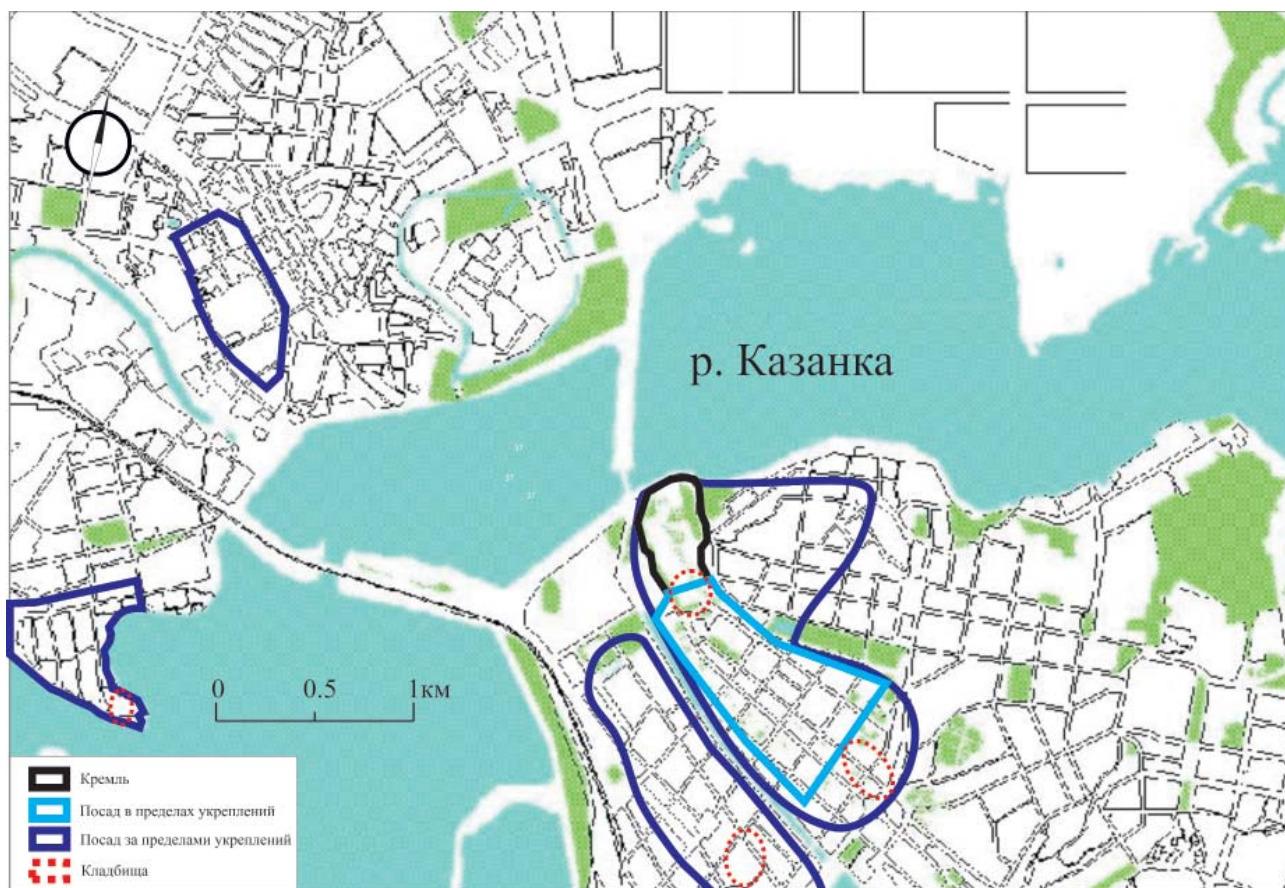 р. Казанка
0 0.5 1км
Кремль
Посад в пределах укреплений
Посад за пределами укреплений
Кладбища